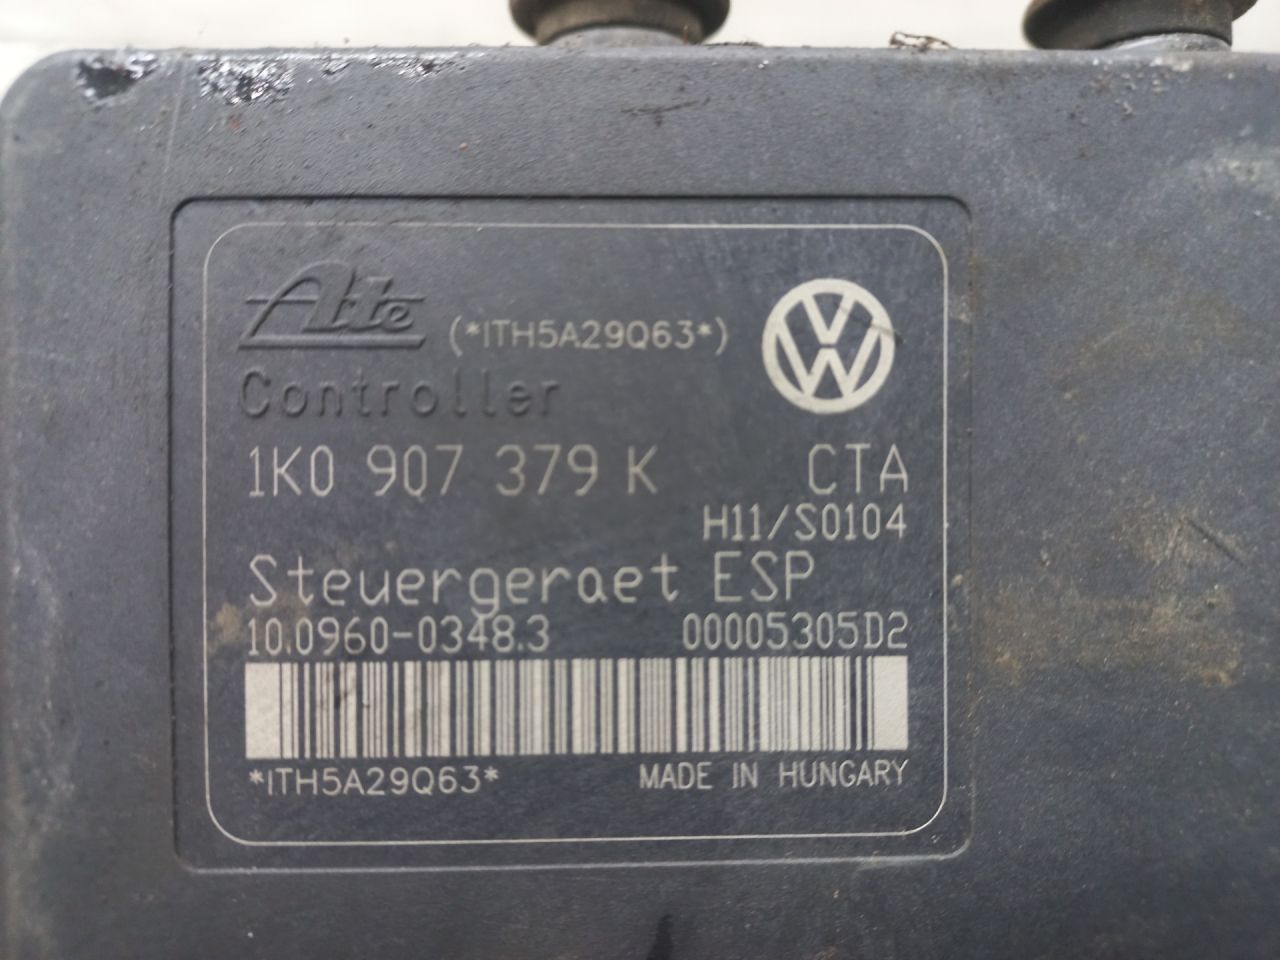 Ate (*ITH5A29Q63*)
Controller
1K0 907 379 K CTA
H11/S0104
Steuergeraet ESP
10.0960-0348.3 00005305D2
*ITH5A29Q63* MADE IN HUNGARY